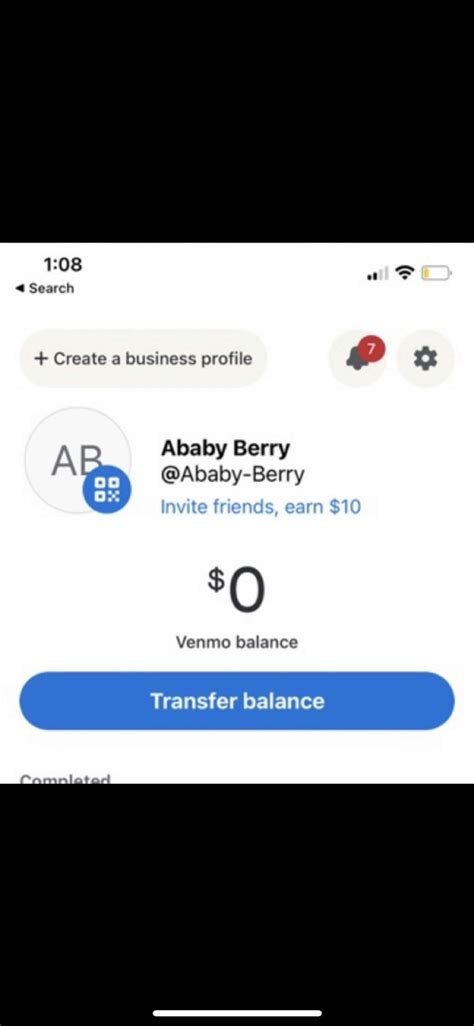 1:08
◀ Search
+ Create a business profile
7
AB
Ababy Berry
@Ababy-Berry
Invite friends, earn $10
$0
Venmo balance
Transfer balance
Completed